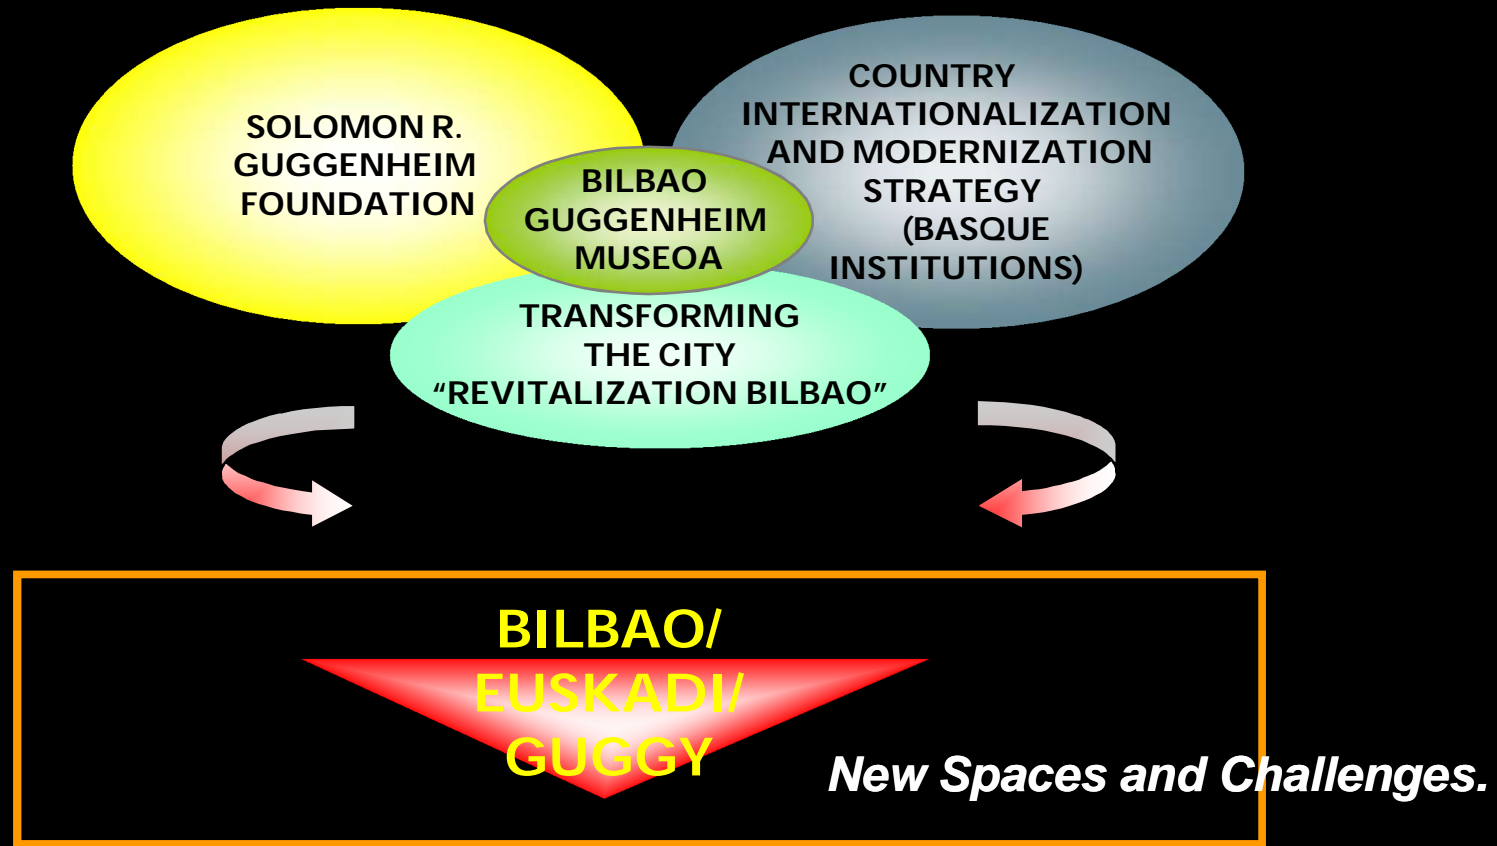 SOLOMON R.
GUGGENHEIM
FOUNDATION
COUNTRY
INTERNATIONALIZATION
AND MODERNIZATION
STRATEGY
(BASQUE
INSTITUTIONS)
BILBAO
GUGGENHEIM
MUSEOA
TRANSFORMING
THE CITY
“REVITALIZATION BILBAO”
BILBAO/
EUSKADI/
GUGGY
New Spaces and Challenges.